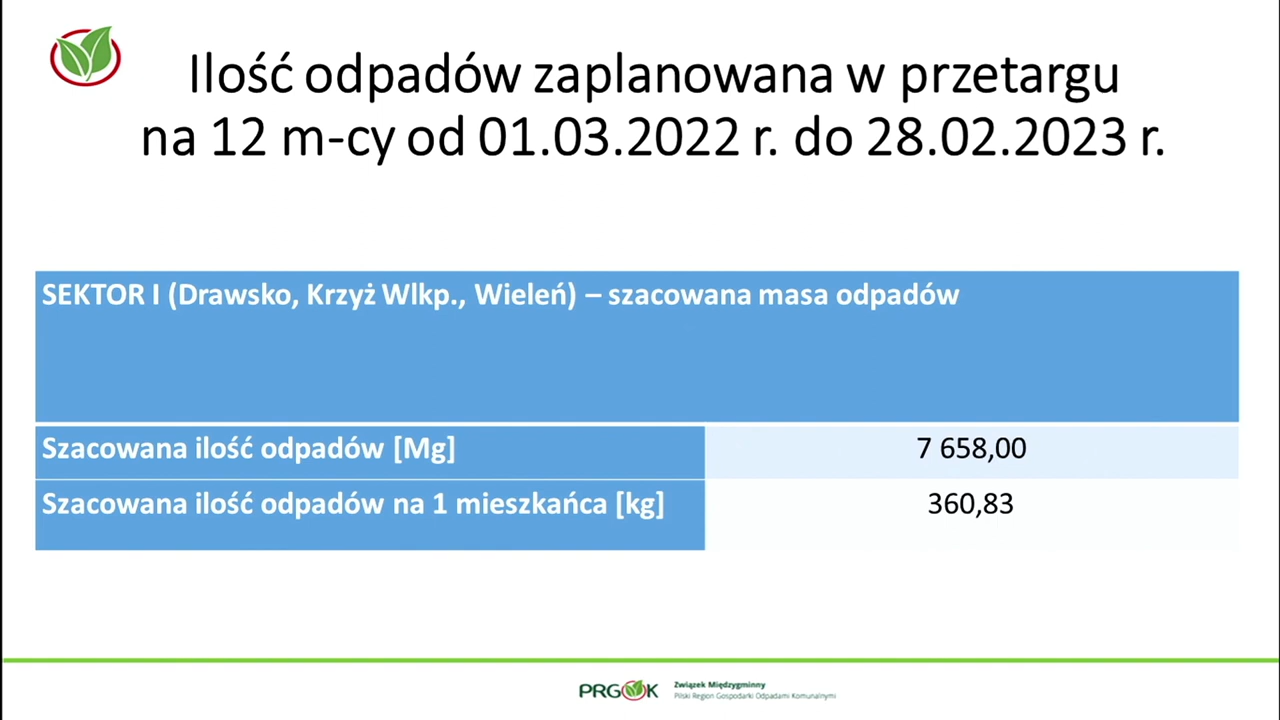 Ilość odpadów zaplanowana w przetargu
na 12 m-cy od 01.03.2022 r. do 28.02.2023 r.
SEKTOR I (Drawsko, Krzyż Wlkp., Wieleń) – szacowana masa odpadów
Szacowana ilość odpadów [Mg] 7 658,00
Szacowana ilość odpadów na 1 mieszkańca [kg] 360,83
PRGOK
Związek Międzygminny
Pilski Region Gospodarki Odpadami Komunalnymi